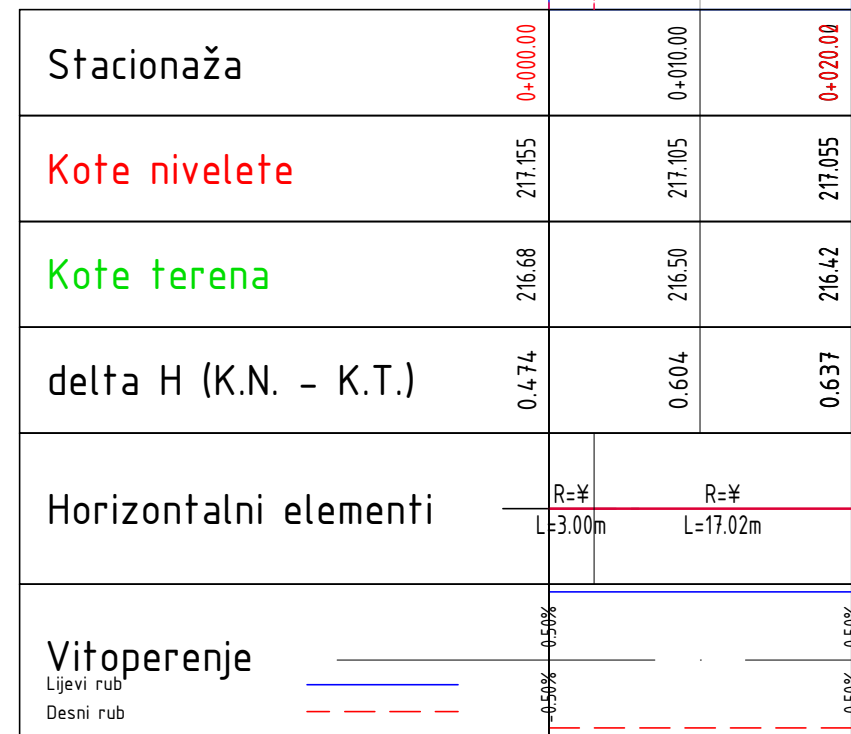 Stacionaža 0+000.00 0+010.00
Kote nivelete 217.155 217.105 217.055
Kote terena 216.68 216.50 216.42
delta H (K.N. - K.T.) 0.474 0.604 0.637
Horizontalni elementi
R=¥ R=¥
L=3.00m L=17.02m
Vitoperenje
0.50% 0.50%
Lijevi rub
-0.50% 0.50%
Desni rub